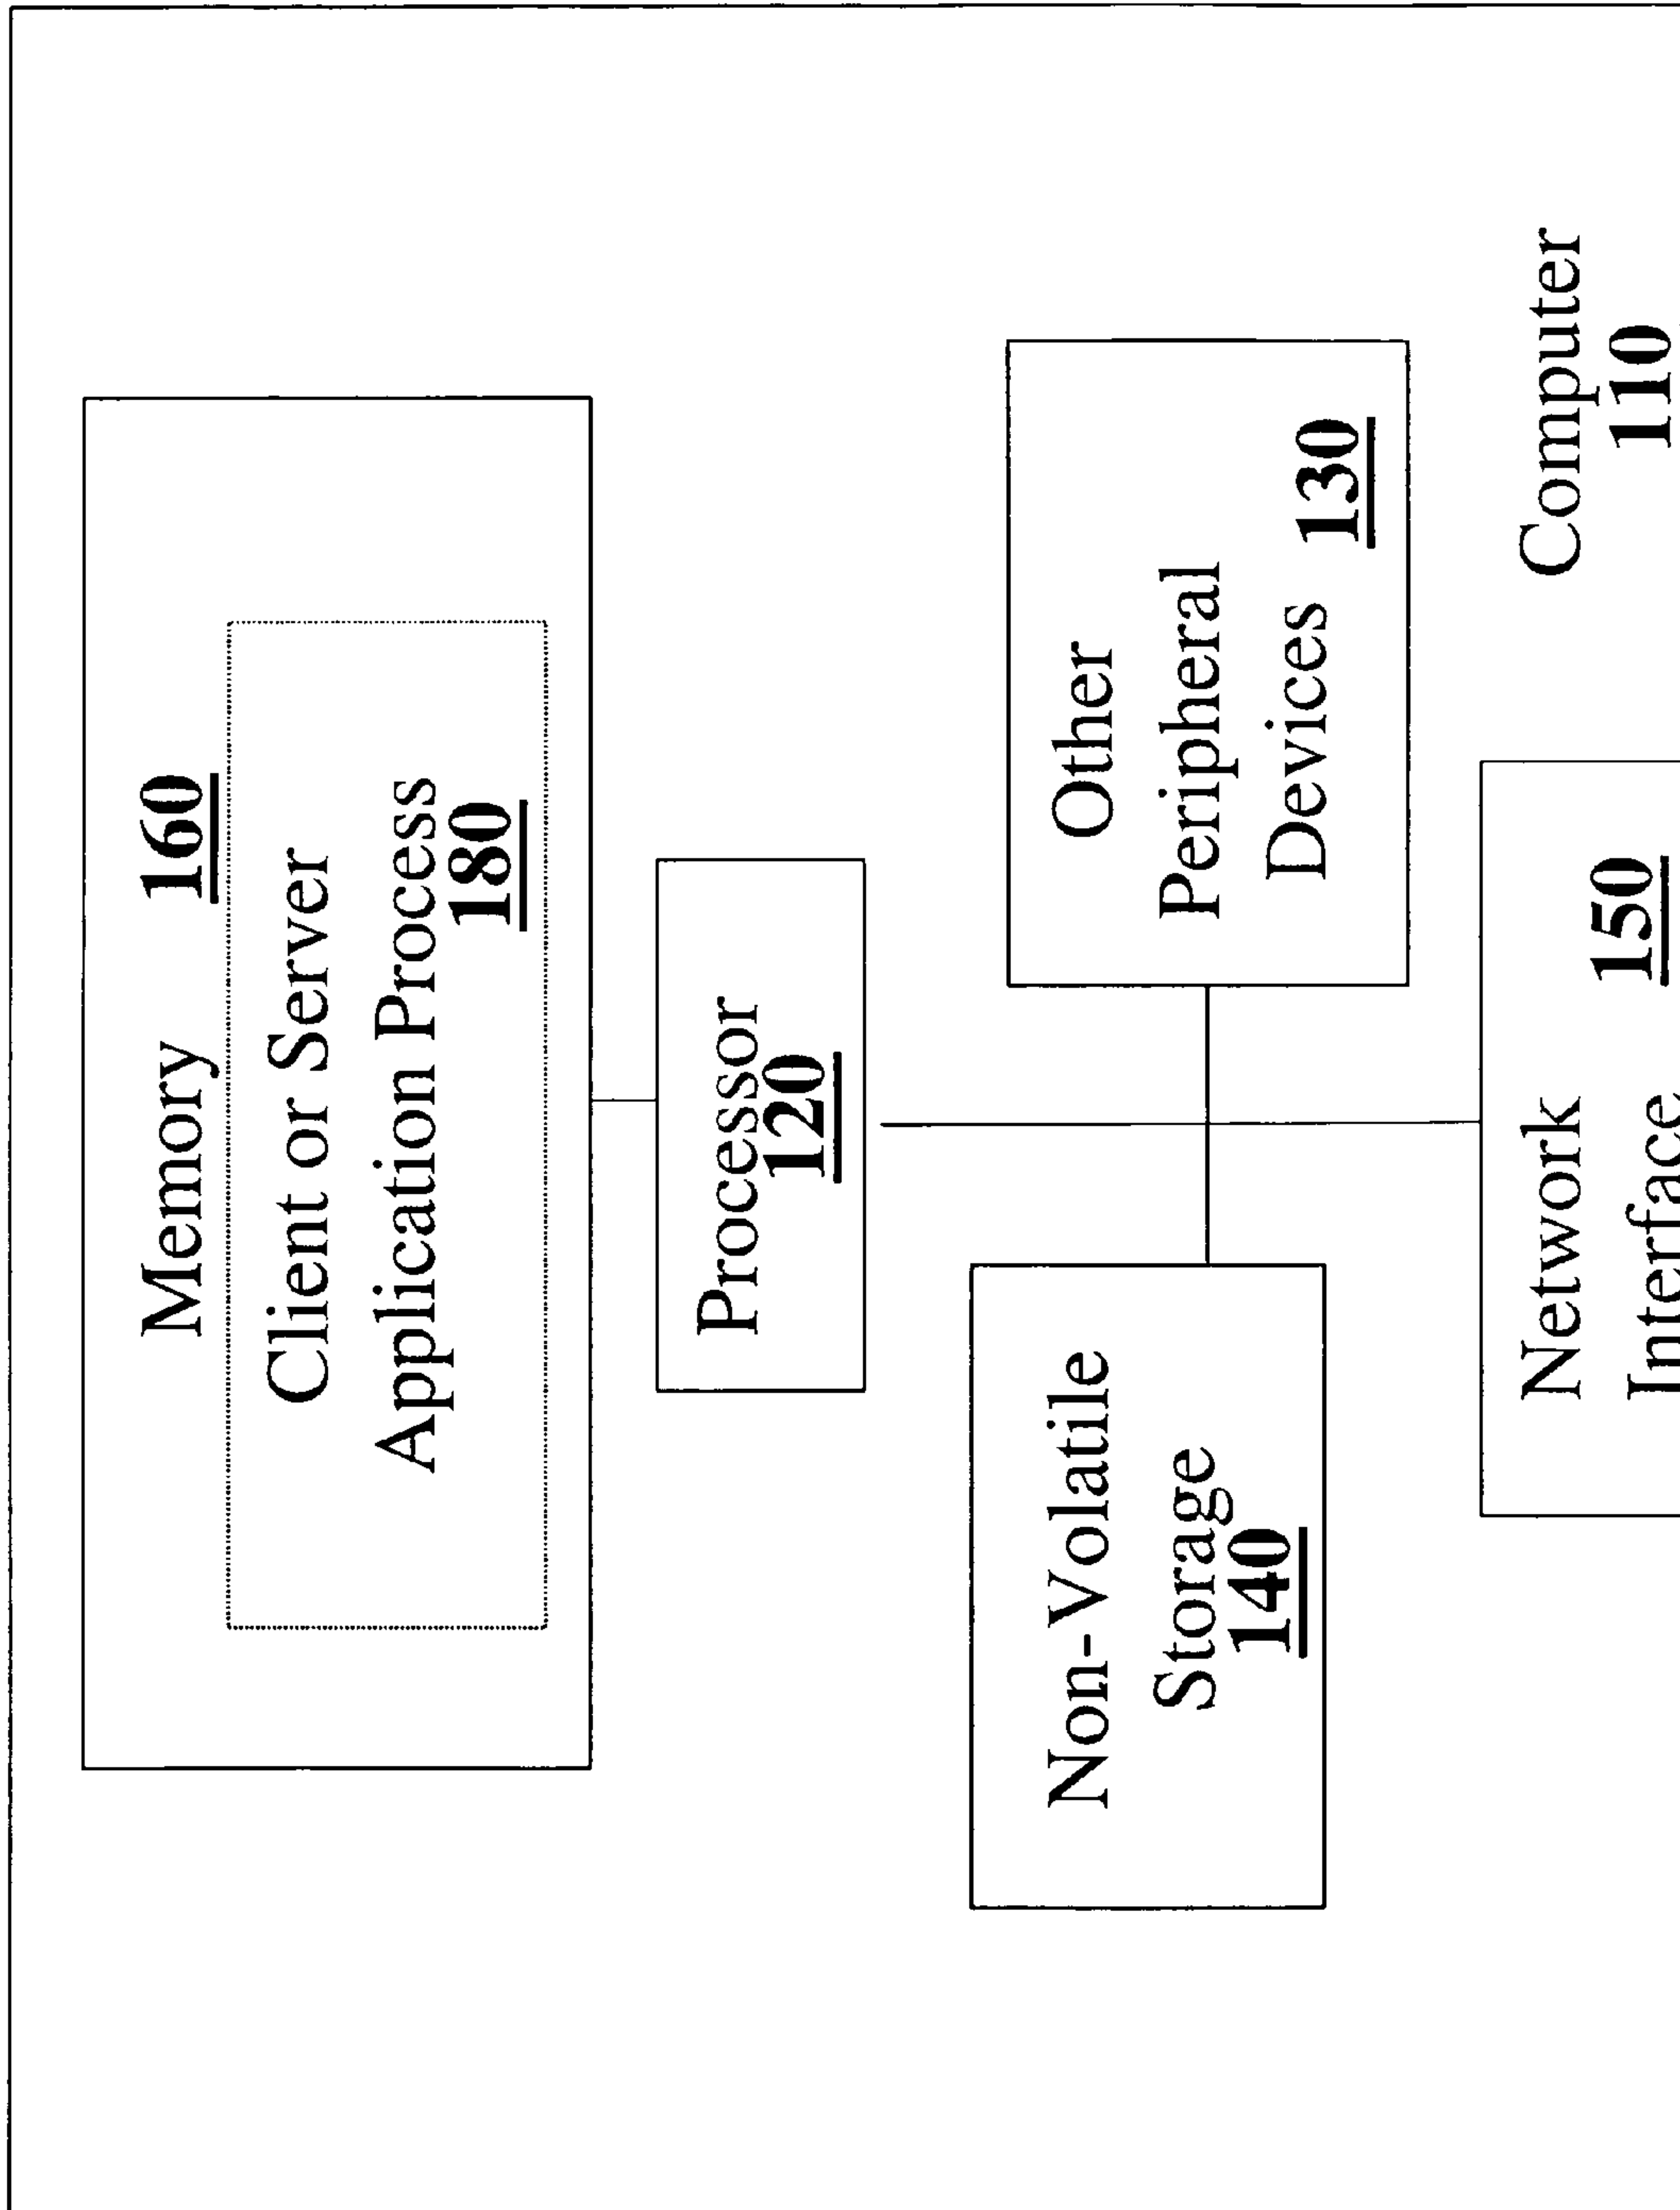 Memory 160
Client or Server
Application Process
180
Processor
120
Non-Volatile
Storage
140
Other
Peripheral
Devices 130
Network
Interface 150
Computer
110